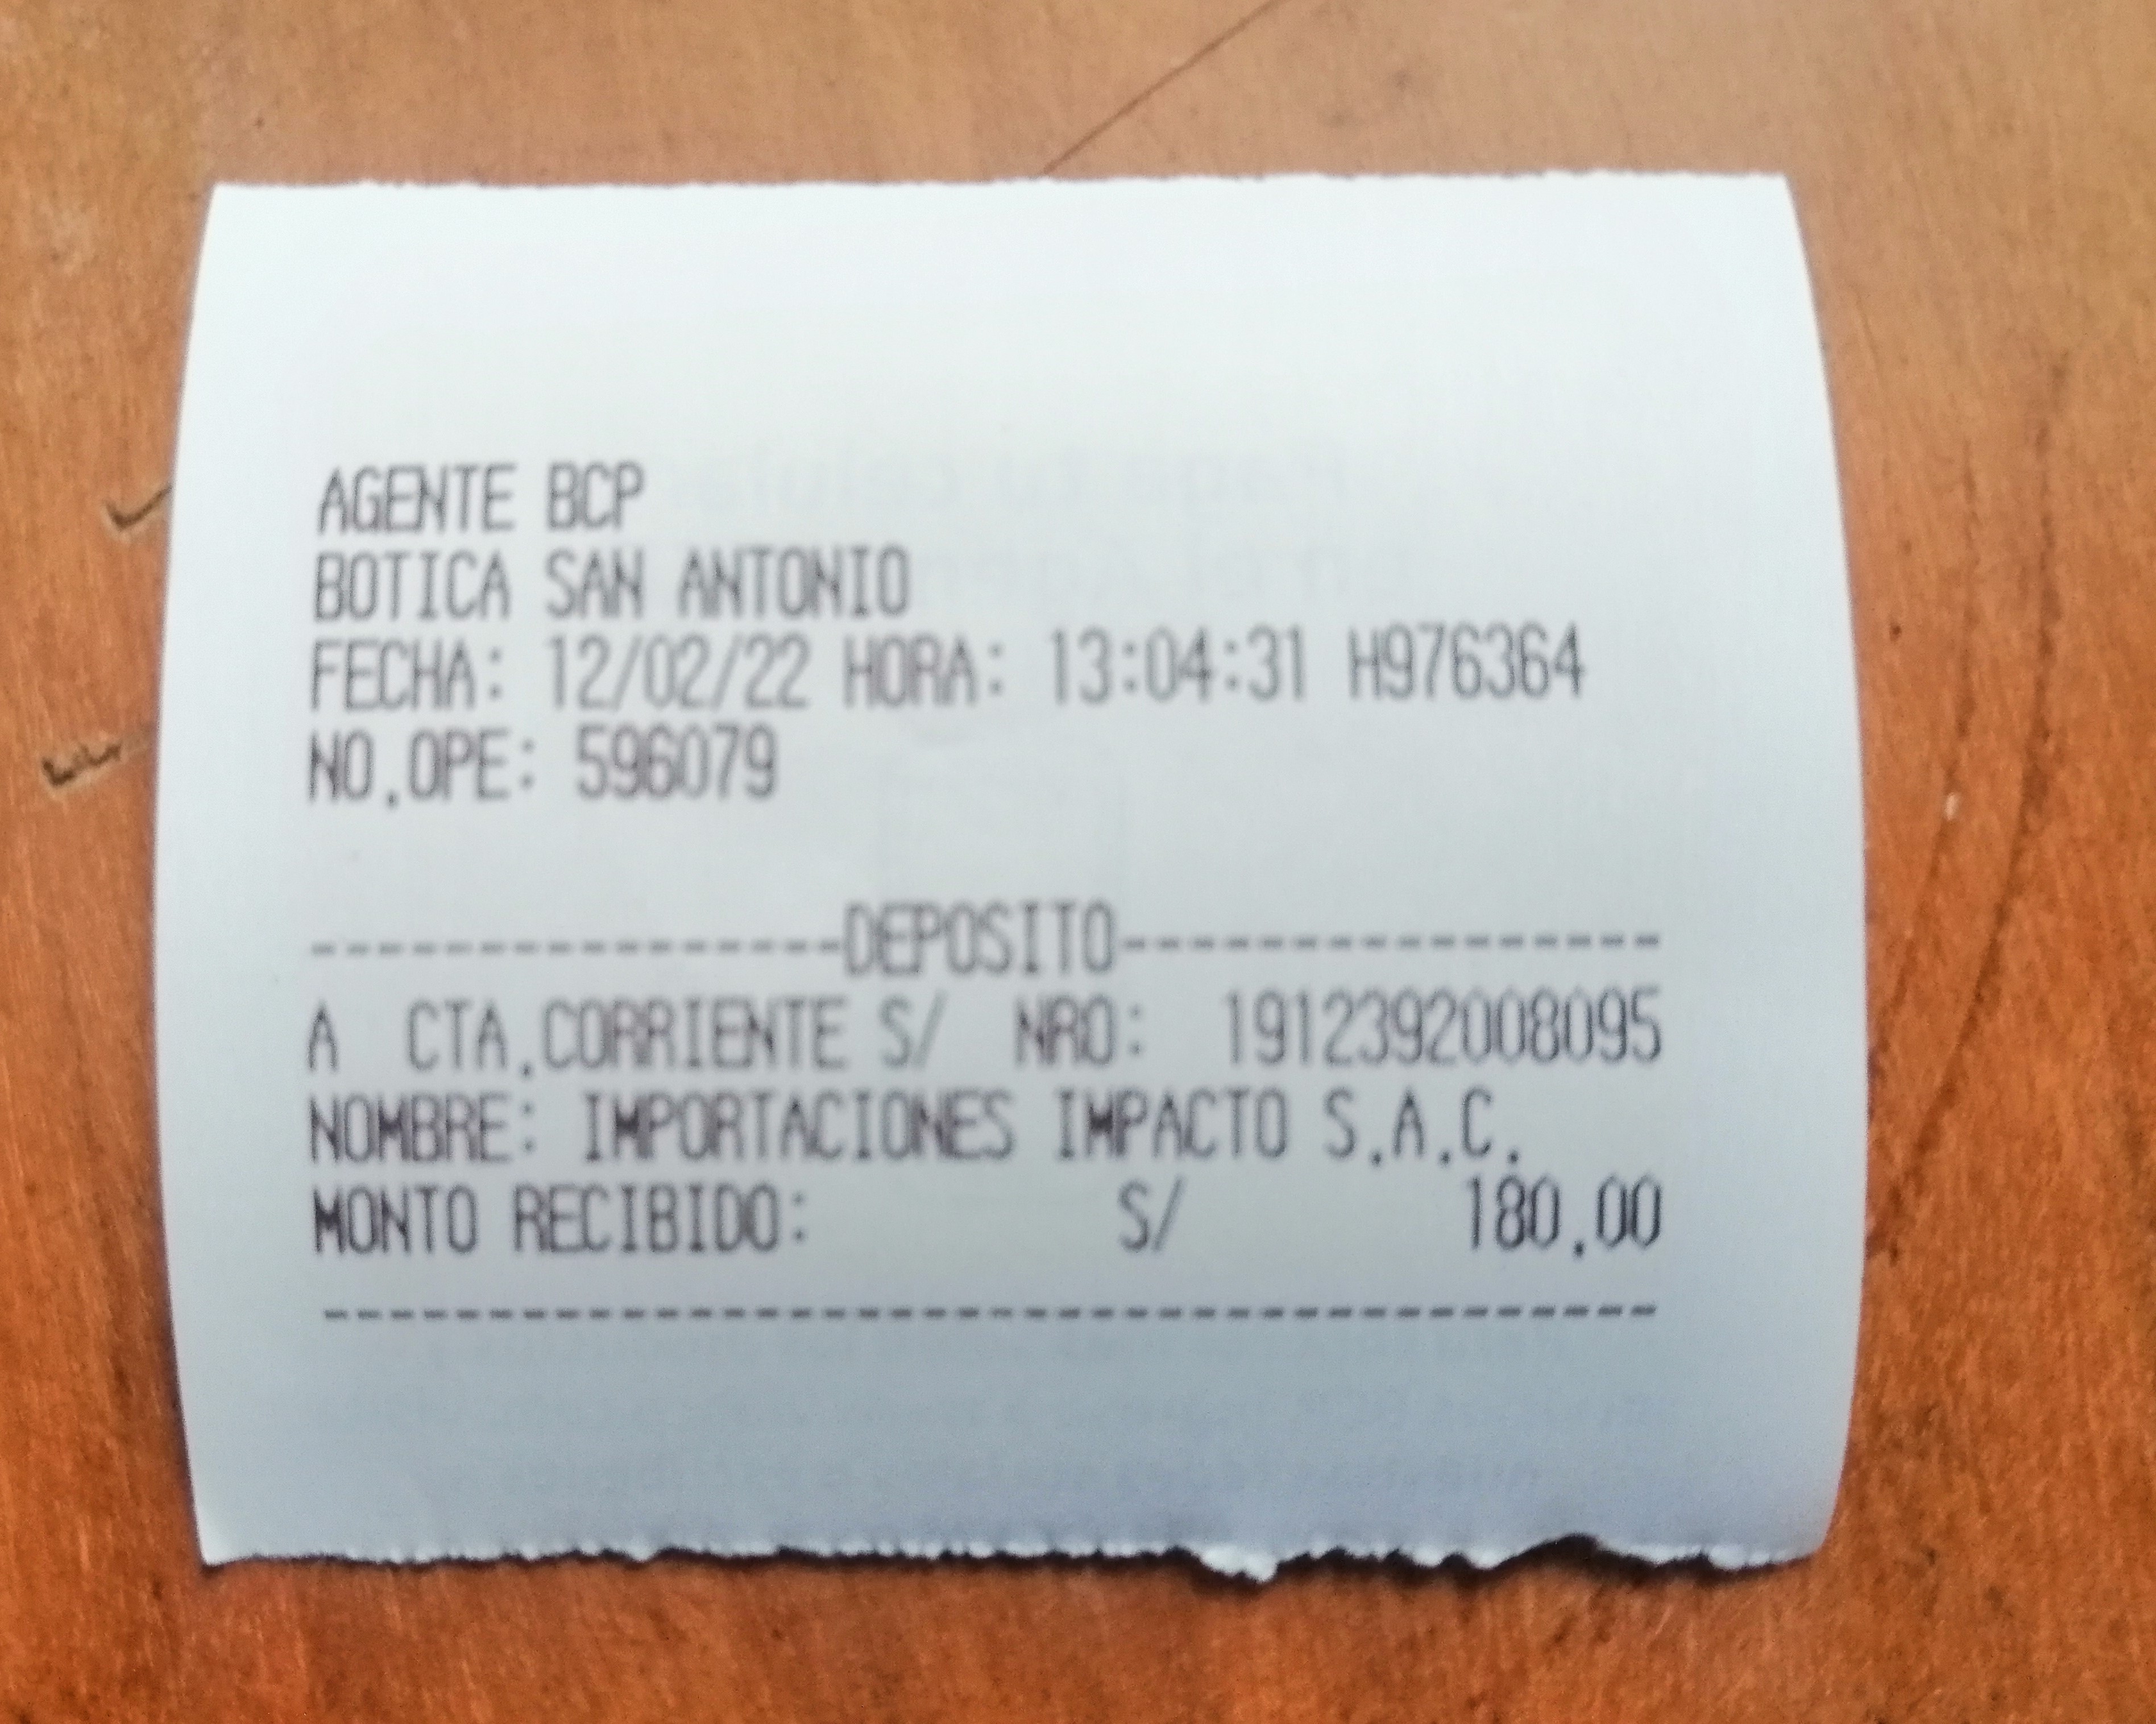 AGENTE BCP
BOTICA SAN ANTONIO
FECHA: 12/02/22 HORA: 13:04:31 H976364
NO.OPE: 596079
----------------DEPOSITO----------------
A  CTA.CORRIENTE S/  NRO:  1912392008095
NOMBRE: IMPORTACIONES IMPACTO S.A.C.
MONTO RECIBIDO: S/ 180.00
----------------------------------------